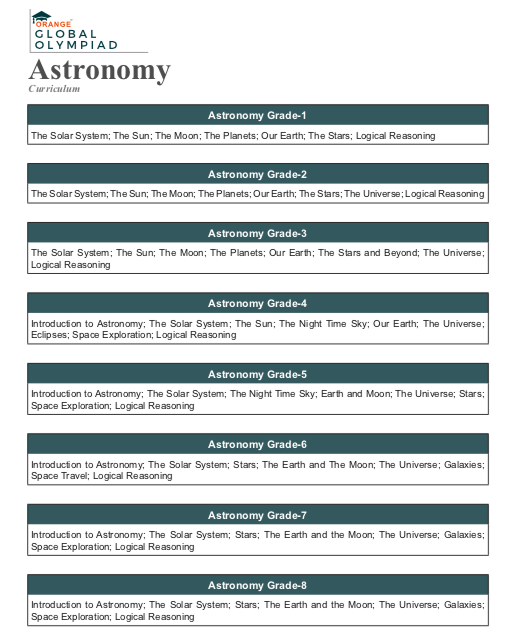 ORANGE
GLOBAL
OLYMPIAD
Astronomy
Curriculum
Astronomy Grade-1
The Solar System; The Sun; The Moon; The Planets; Our Earth; The Stars; Logical Reasoning
Astronomy Grade-2
The Solar System; The Sun; The Moon; The Planets; Our Earth; The Stars; The Universe; Logical Reasoning
Astronomy Grade-3
The Solar System; The Sun; The Moon; The Planets; Our Earth; The Stars and Beyond; The Universe;
Logical Reasoning
Astronomy Grade-4
Introduction to Astronomy; The Solar System; The Sun; The Night Time Sky; Our Earth; The Universe;
Eclipses; Space Exploration; Logical Reasoning
Astronomy Grade-5
Introduction to Astronomy; The Solar System; The Night Time Sky; Earth and Moon; The Universe; Stars;
Space Exploration; Logical Reasoning
Astronomy Grade-6
Introduction to Astronomy; The Solar System; Stars; The Earth and The Moon; The Universe; Galaxies;
Space Travel; Logical Reasoning
Astronomy Grade-7
Introduction to Astronomy; The Solar System; Stars; The Earth and the Moon; The Universe; Galaxies;
Space Exploration; Logical Reasoning
Astronomy Grade-8
Introduction to Astronomy; The Solar System; Stars; The Earth and the Moon; The Universe; Galaxies;
Space Exploration; Logical Reasoning